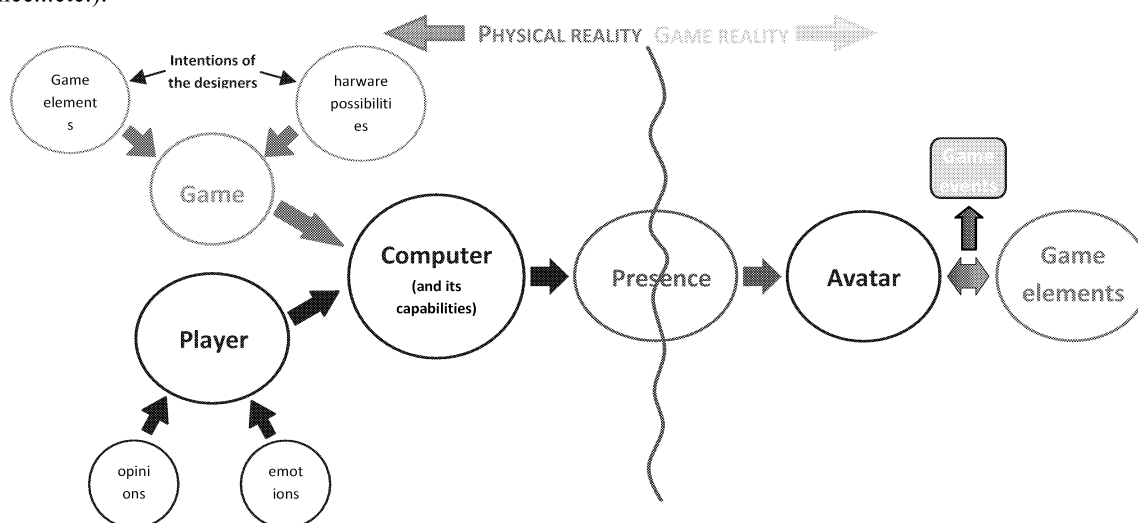 PHYSICAL REALITY GAME REALITY
Intentions of
the designers
Game
element
s
harware
possibiliti
es
Game
Computer
(and its
capabilities)
Player
opini
ons
emot
ions
Presence
Avatar
Game
events
Game
elements